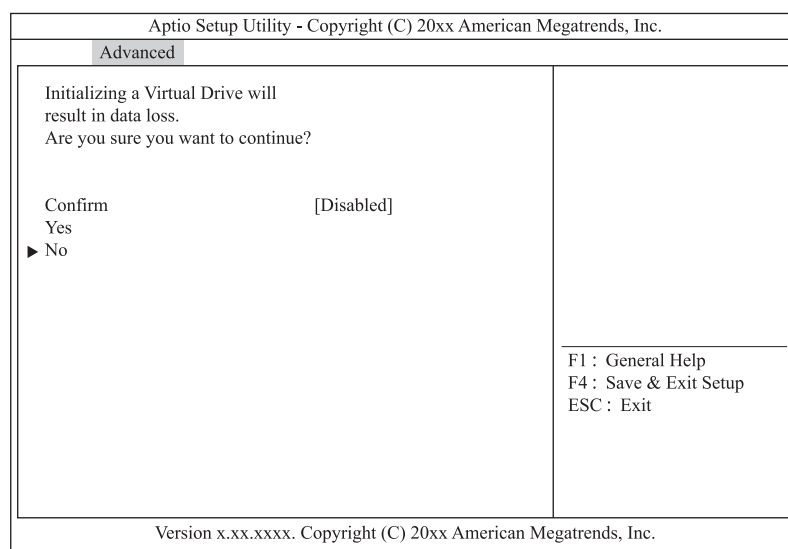 Aptio Setup Utility - Copyright (C) 20xx American Megatrends, Inc.
Advanced
Initializing a Virtual Drive will
result in data loss.
Are you sure you want to continue?
Confirm [Disabled]
Yes
▶ No
F1 : General Help
F4 : Save & Exit Setup
ESC : Exit
Version x.xx.xxxx. Copyright (C) 20xx American Megatrends, Inc.